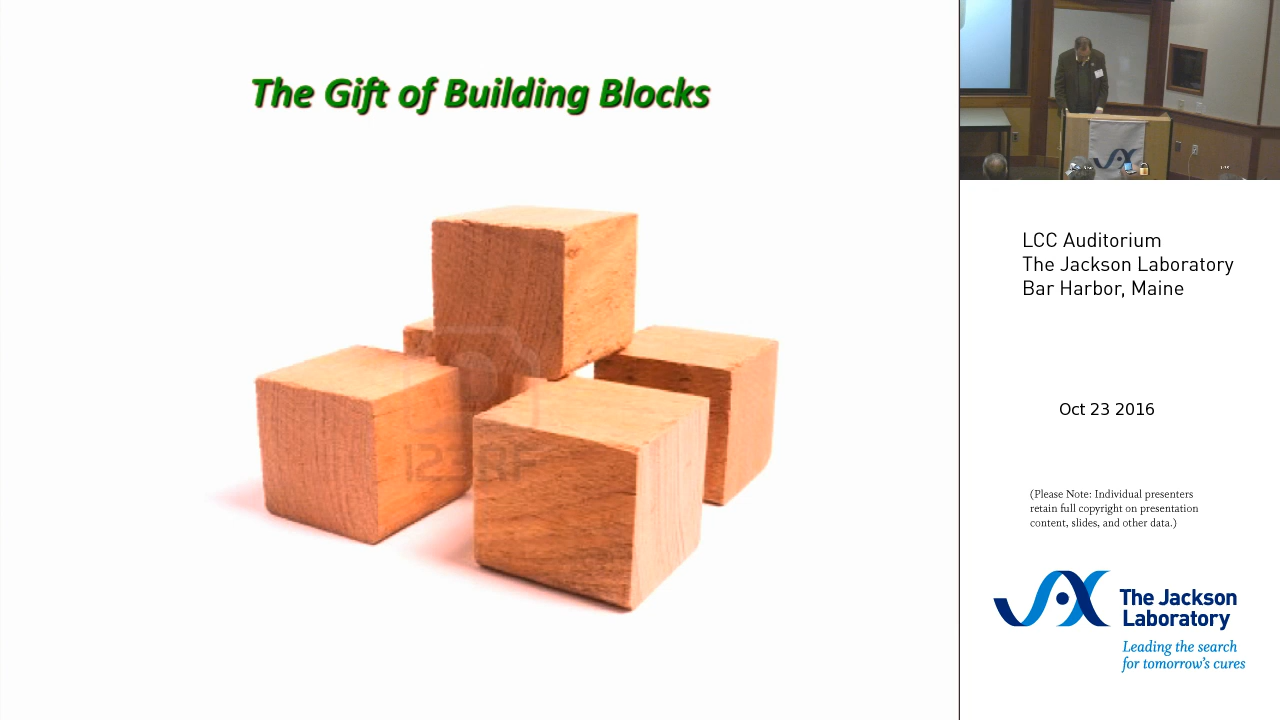 The Gift of Building Blocks
123RF
LCC Auditorium
The Jackson Laboratory
Bar Harbor, Maine
Oct 23 2016
(Please Note: Individual presenters
retain full copyright on presentation
content, slides, and other data.)
The Jackson
Laboratory
Leading the search
for tomorrow's cures